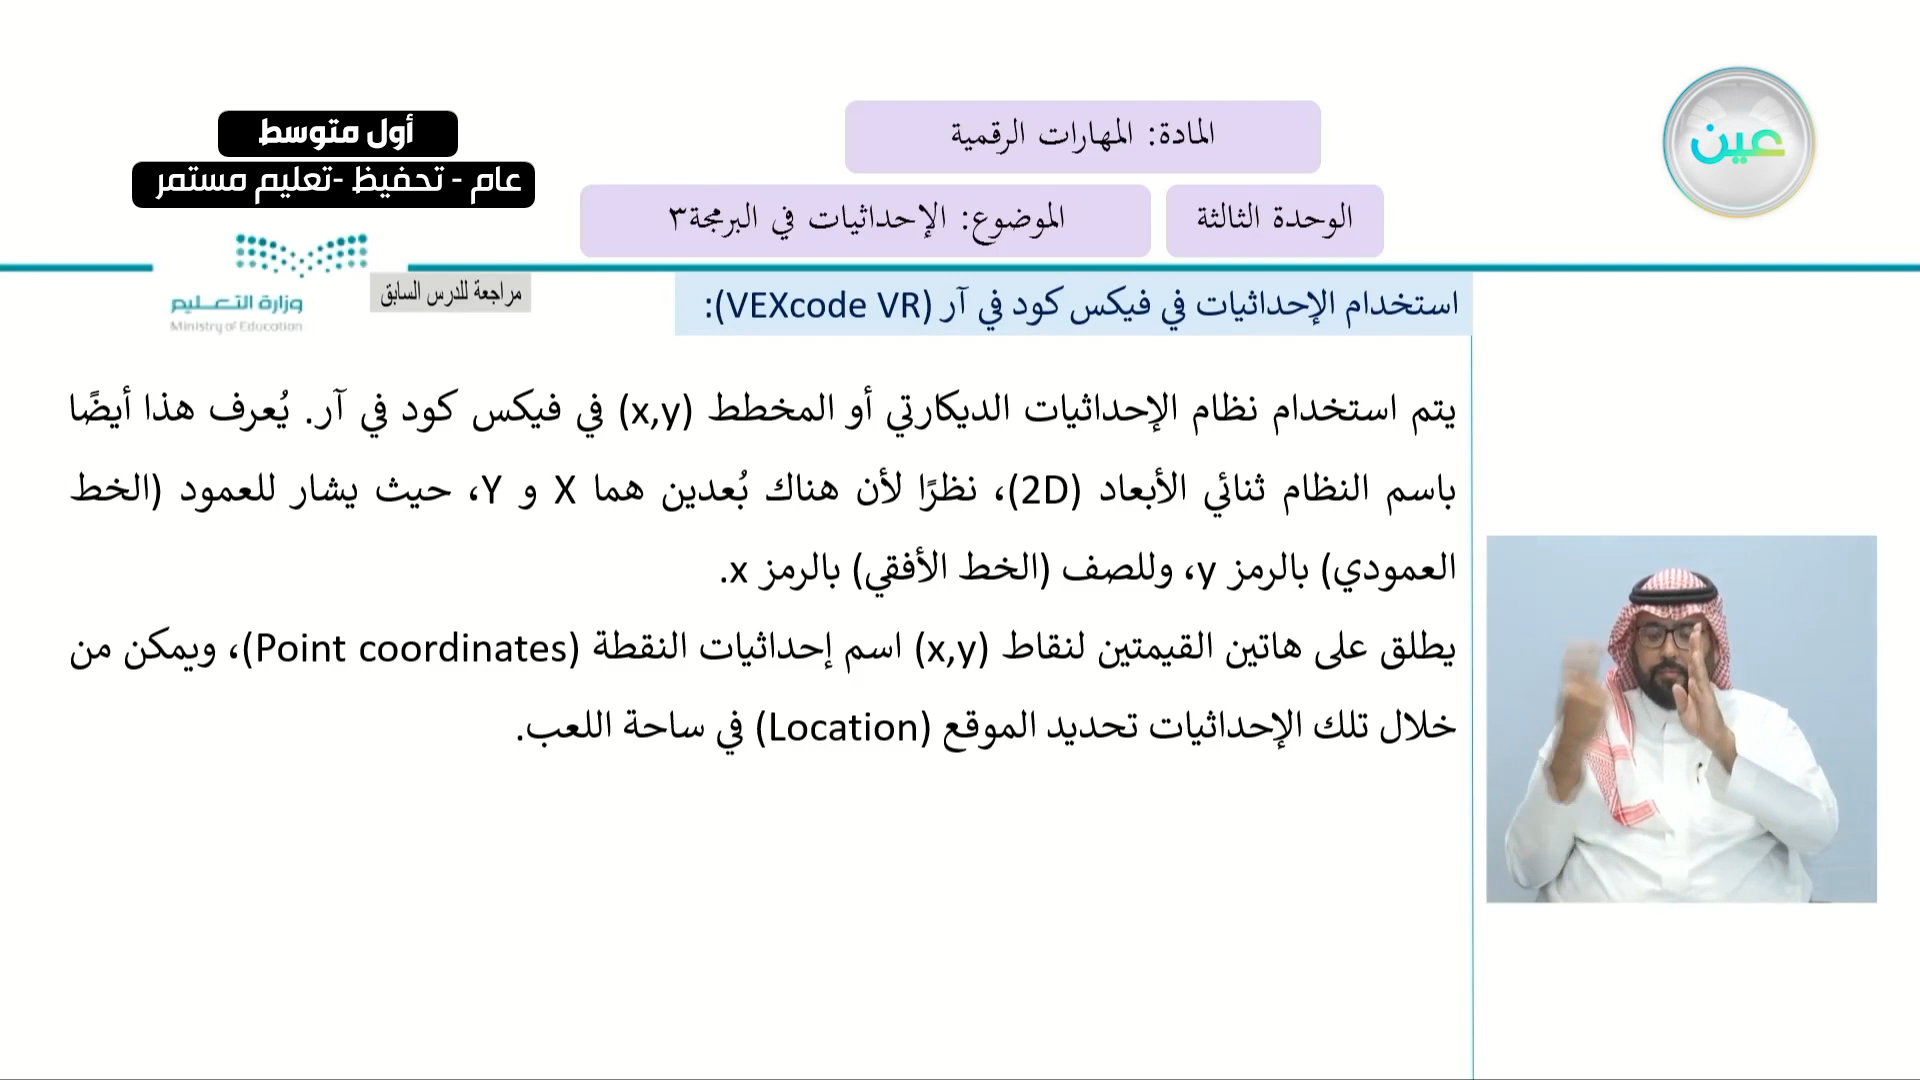 عين
المادة: المهارات الرقمية
أول متوسط
عام - تحفيظ -تعليم مستمر
الوحدة الثالثة
الموضوع: الإحداثيات في البرمجة٣
وزارة التعليم
Ministry of Education
مراجعة للدرس السابق
استخدام الإحداثيات في فيكس كود في آر (VEXcode VR):
يتم استخدام نظام الإحداثيات الديكارتي أو المخطط (x,y) في فيكس كود في آر. يُعرف هذا أيضًا
باسم النظام ثنائي الأبعاد (2D)، نظرًا لأن هناك بُعدين هما X و Y، حيث يشار للعمود (الخط
العمودي) بالرمز y، وللصف (الخط الأفقي) بالرمز x.
يطلق على هاتين القيمتين لنقاط (x,y) اسم إحداثيات النقطة (Point coordinates)، ويمكن من
خلال تلك الإحداثيات تحديد الموقع (Location) في ساحة اللعب.